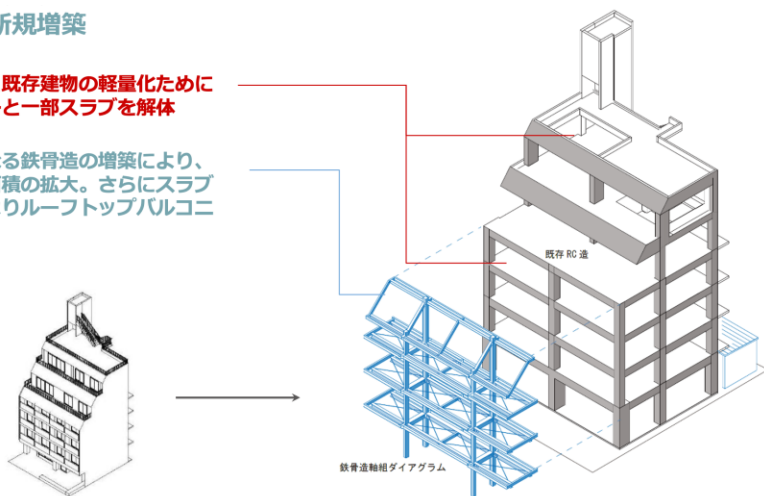 新規増築
既存建物の軽量化ために
と一部スラブを解体
る鉄骨造の増築により、
積の拡大。さらにスラブ
りルーフトップバルコニ
既存 RC 造
鉄骨造軸組ダイアグラム